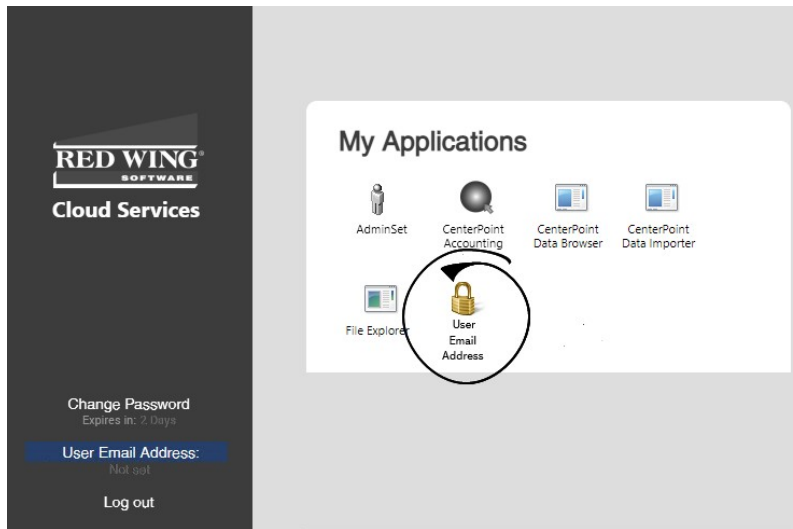 RED WING®
SOFTWARE
Cloud Services
Change Password
Expires in: 2 Days
User Email Address:
Not set
Log out
My Applications
AdminSet
CenterPoint
Accounting
CenterPoint
Data Browser
CenterPoint
Data Importer
File Explorer
User
Email
Address